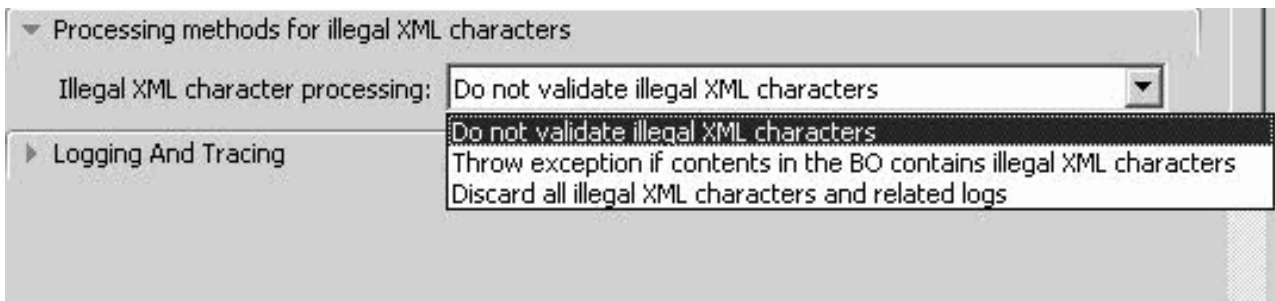 Processing methods for illegal XML characters
Illegal XML character processing: Do not validate illegal XML characters
Do not validate illegal XML characters
Logging And Tracing
Throw exception if contents in the BO contains illegal XML characters
Discard all illegal XML characters and related logs